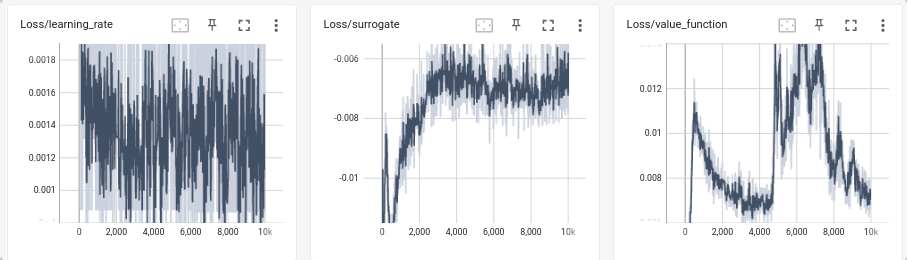 Loss/learning_rate
0.0018
0.0016
0.0014
0.0012
0.001
0 2,000 4,000 6,000 8,000 10k
Loss/surrogate
-0.006
-0.008
-0.01
0 2,000 4,000 6,000 8,000 10k
Loss/value_function
0.012
0.01
0.008
0 2,000 4,000 6,000 8,000 10k